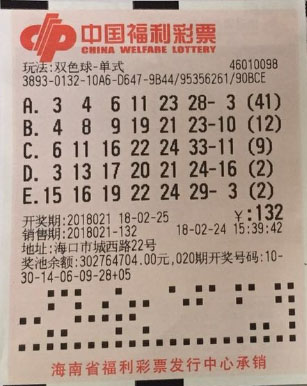 中国福利彩票
CHINA WELFARE LOTTERY
玩法:双色球-单式 46010098
3893-0132-10A6-D647-9B44/95356261/90BCE
A. 3 4 6 11 23 28- 3 (41)
B. 4 8 9 19 21 23-10 (12)
C. 6 11 16 22 24 33-11 (9)
D. 3 13 17 20 21 24-16 (2)
E.15 16 19 22 24 29- 3 (2)
开奖期:2018021 18-02-25 ¥:132
销售期:2018021-132 18-02-24 15:39:42
地址:海口市城西路22号
奖池余额:302764704.00元,020期开奖号码:10-
30-14-06-09-28+05
海南省福利彩票发行中心承销